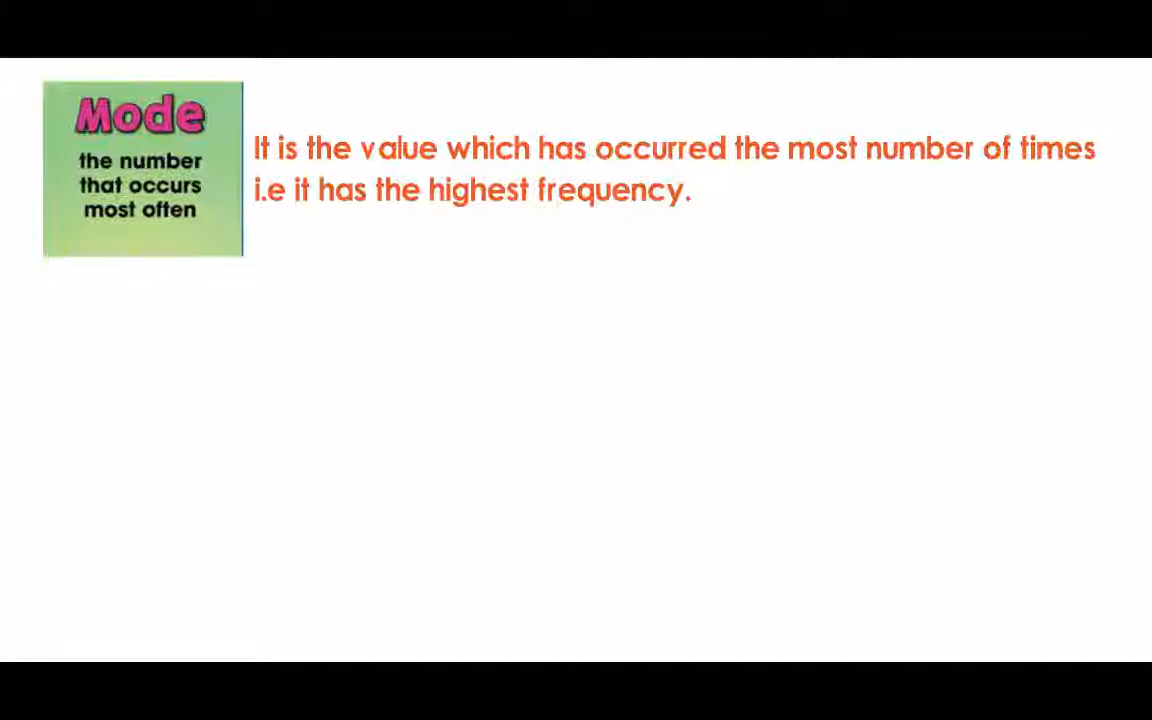 Mode
the number
that occurs
most often
It is the value which has occurred the most number of times
i.e it has the highest frequency.